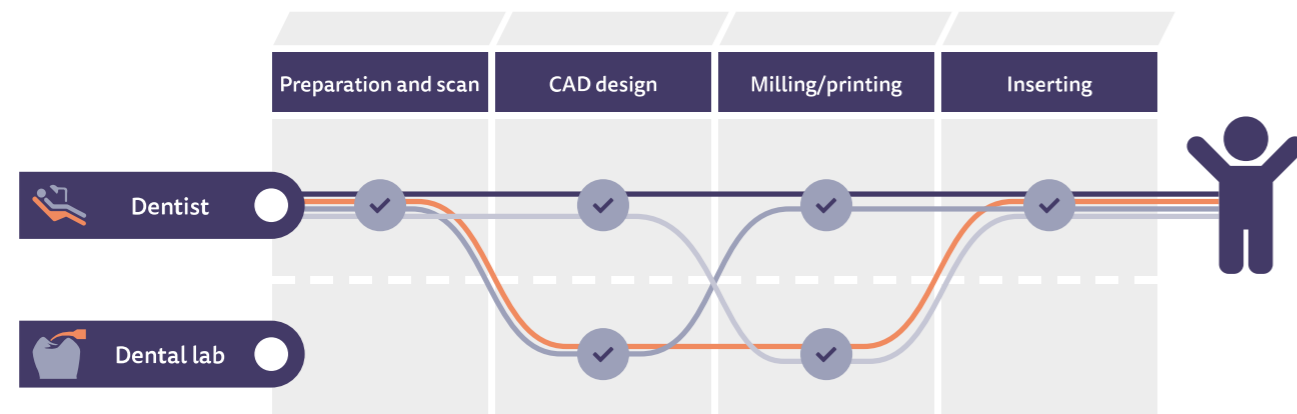 Preparation and scan
CAD design
Milling/printing
Inserting
Dentist
Dental lab